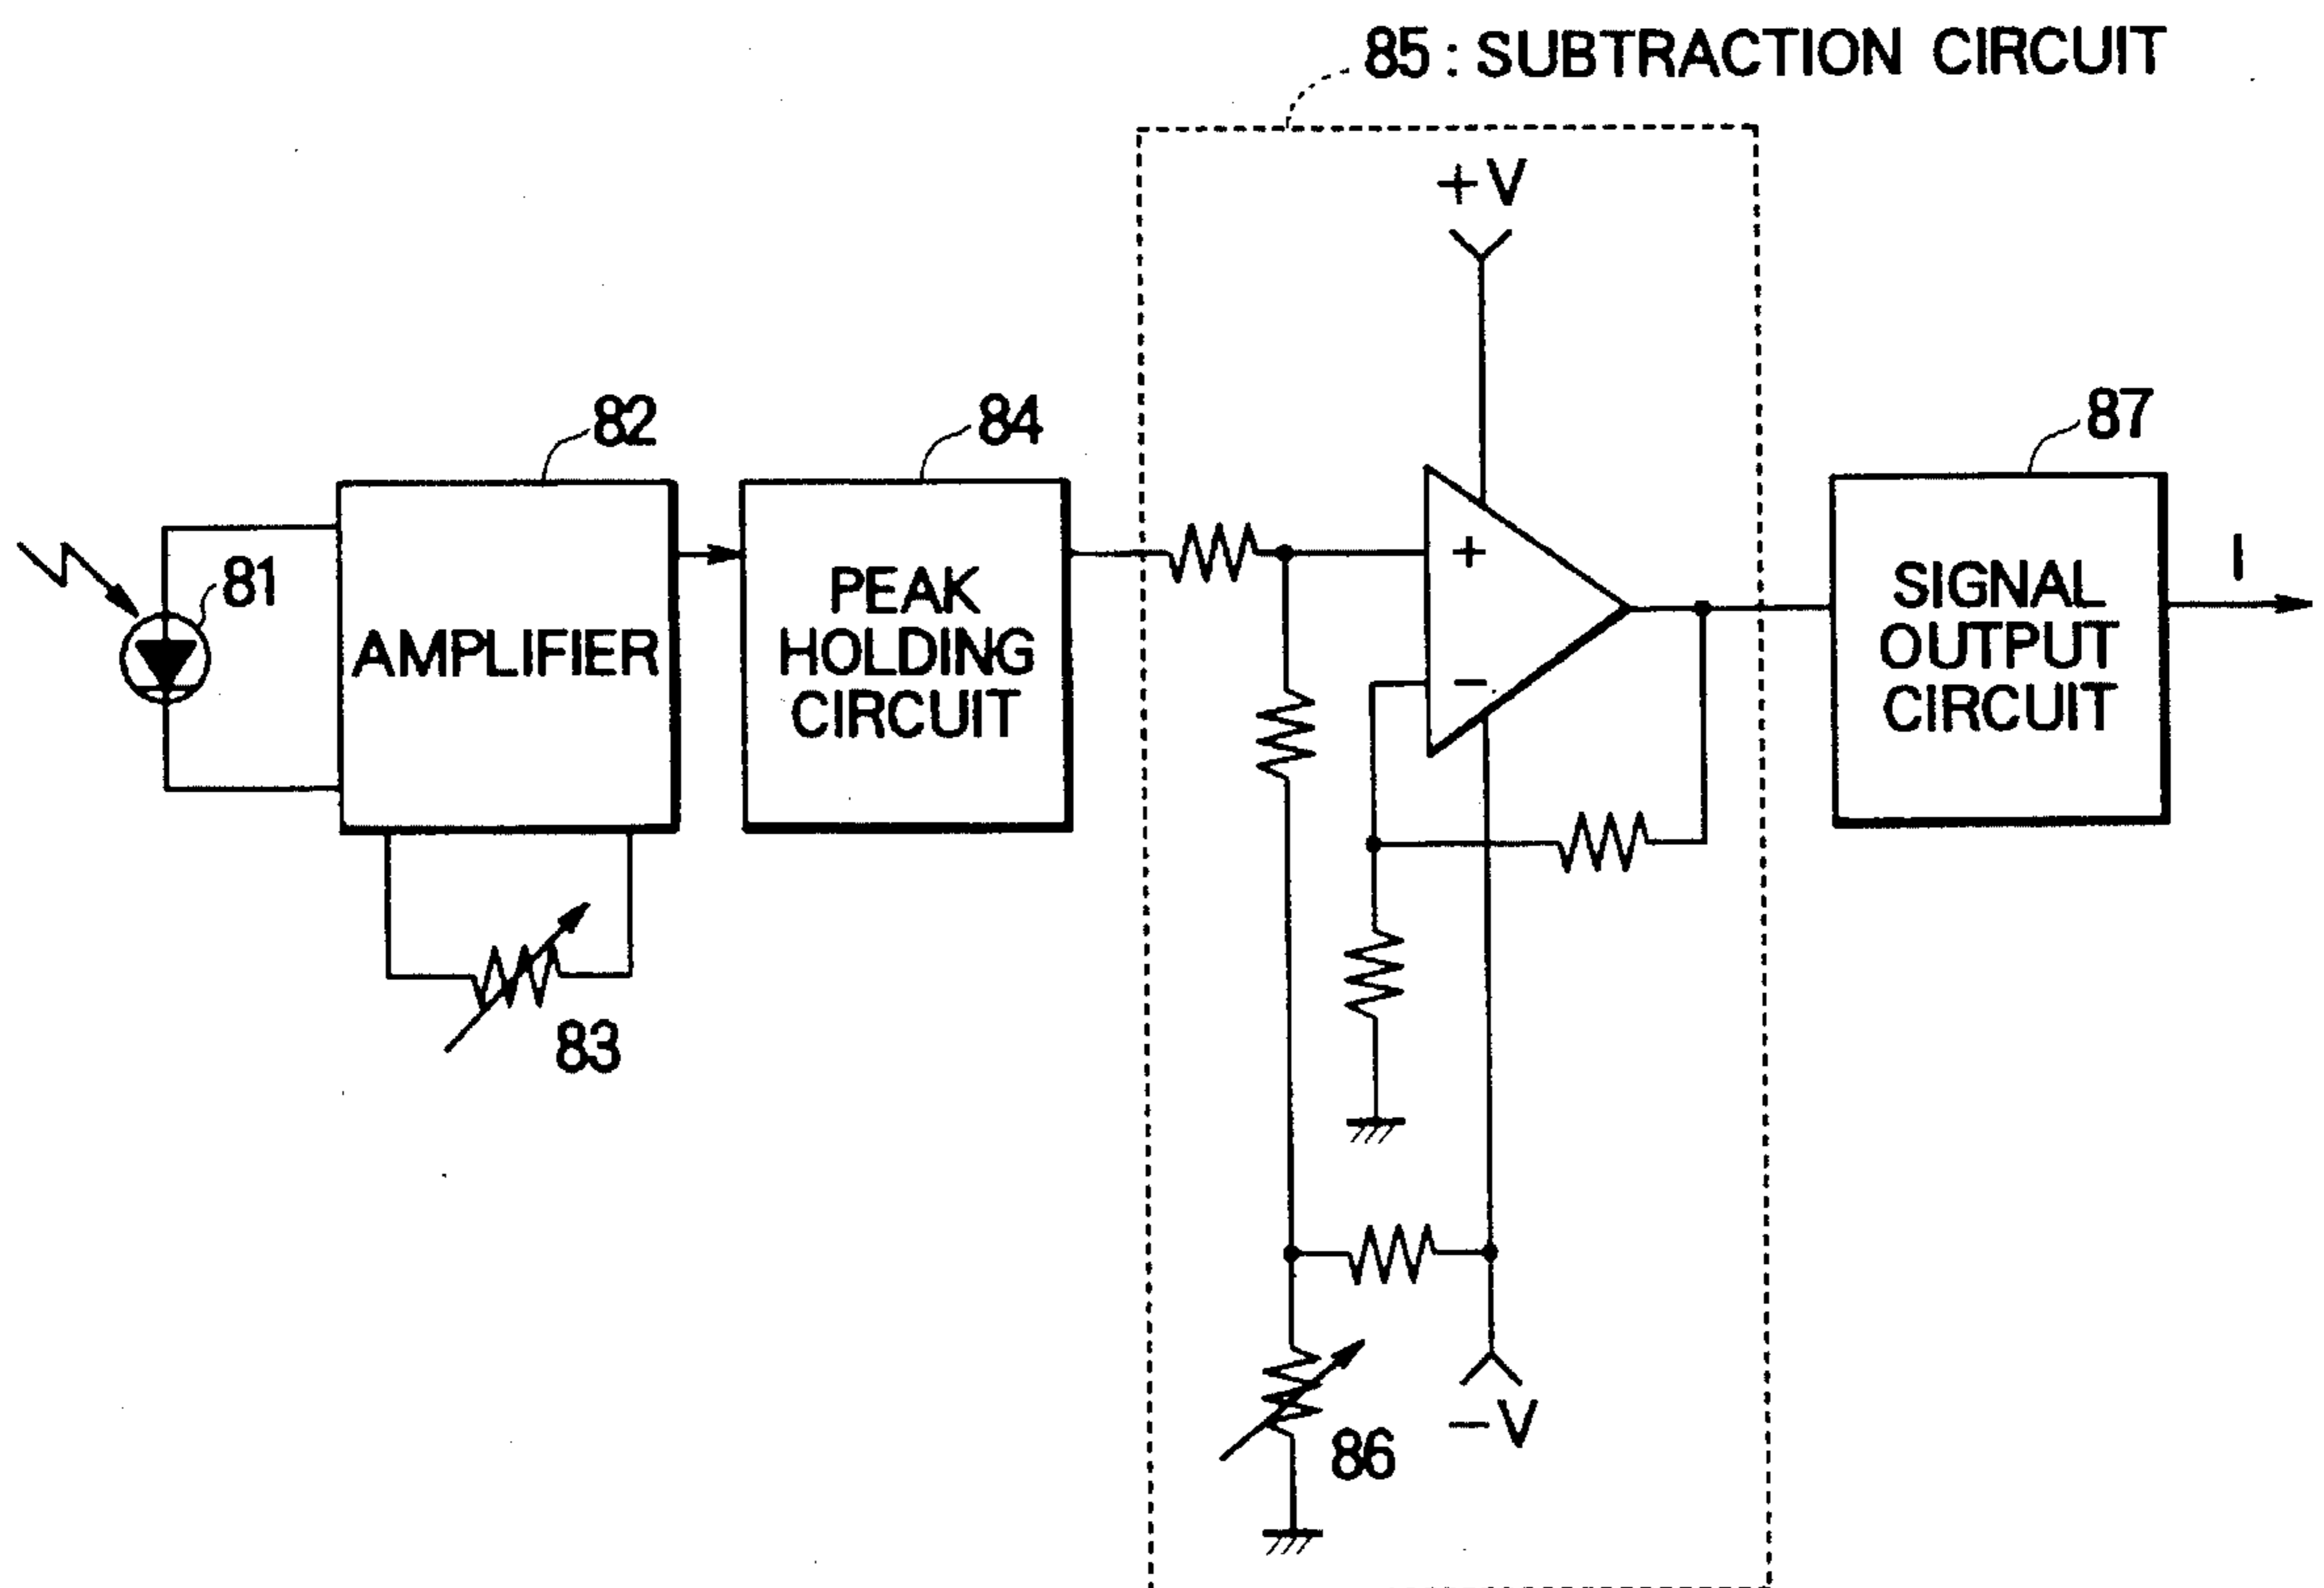 85 : SUBTRACTION CIRCUIT
+V
82
84
87
81
AMPLIFIER
PEAK
HOLDING
CIRCUIT
+
−
SIGNAL
OUTPUT
CIRCUIT
I
83
86
−V